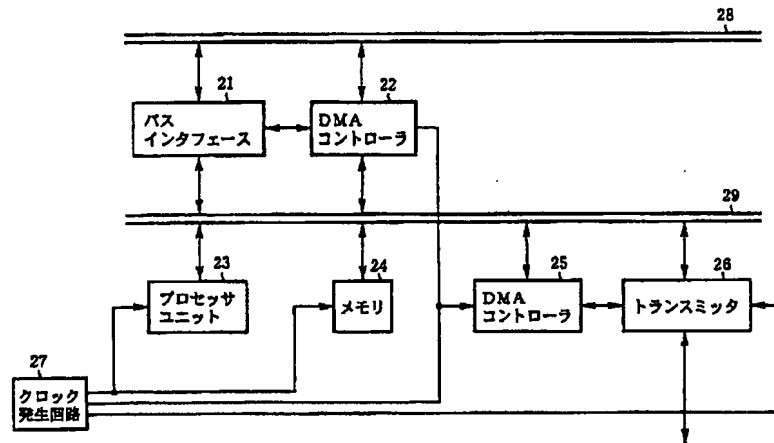 28
21
22
バス
インタフェース
DMA
コントローラ
29
23
24
25
26
プロセッサ
ユニット
メモリ
DMA
コントローラ
トランスミッタ
27
クロック
発生回路